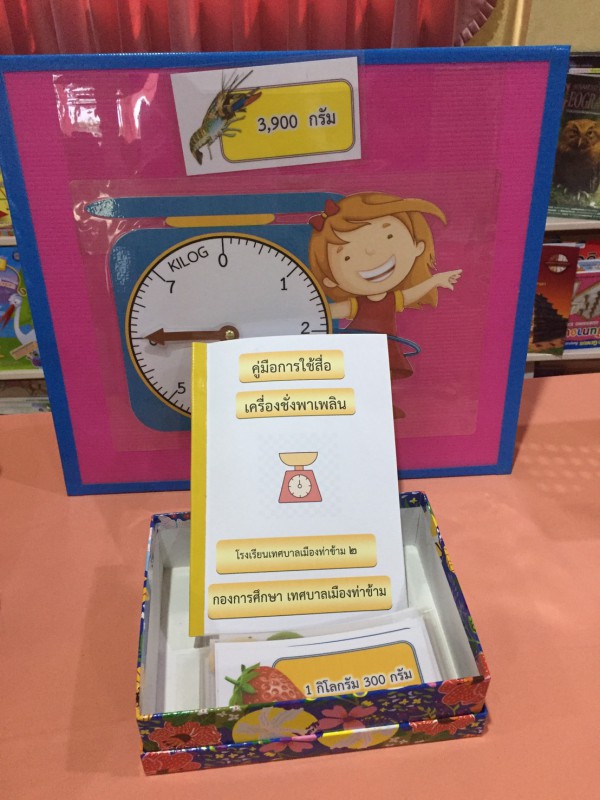 3,900 กรัม
KILOG
0
1
2
5
7
คู่มือการใช้สื่อ
เครื่องชั่งพาเพลิน
โรงเรียนเทศบาลเมืองท่าข้าม ๒
กองการศึกษา เทศบาลเมืองท่าข้าม
1 กิโลกรัม 300 กรัม